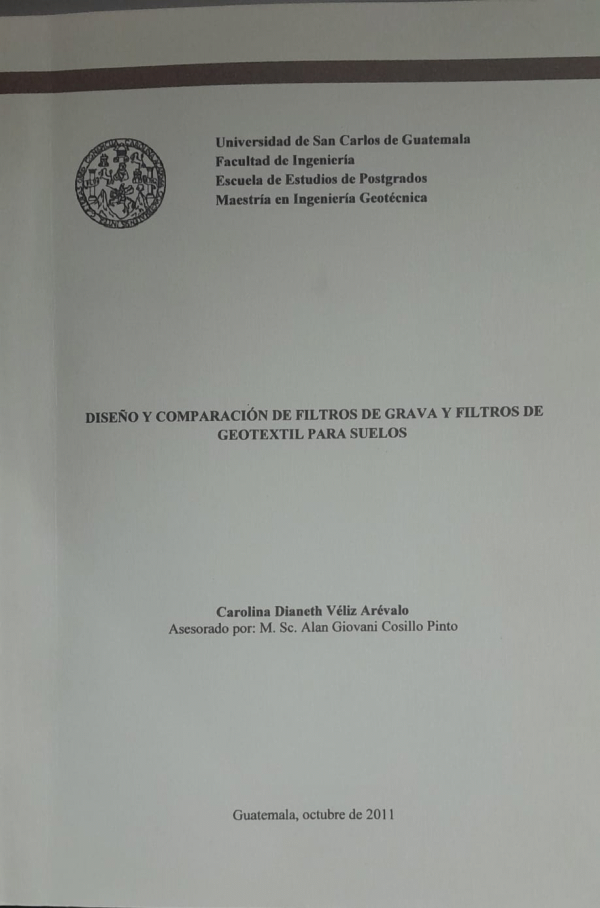 Universidad de San Carlos de Guatemala
Facultad de Ingeniería
Escuela de Estudios de Postgrados
Maestría en Ingeniería Geotécnica
DISEÑO Y COMPARACIÓN DE FILTROS DE GRAVA Y FILTROS DE
GEOTEXTIL PARA SUELOS
Carolina Dianeth Véliz Arévalo
Asesorado por: M. Sc. Alan Giovani Cosillo Pinto
Guatemala, octubre de 2011